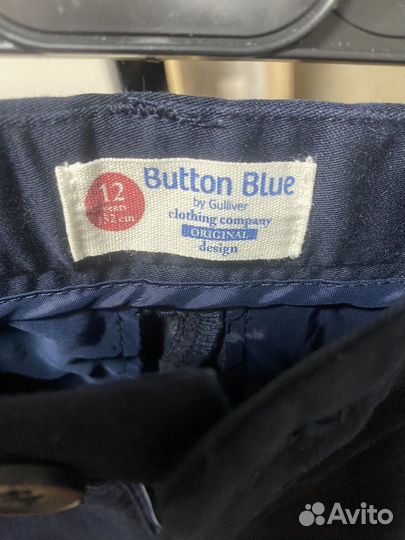 12
years
152 cm
Button Blue
by Gulliver
clothing company
ORIGINAL
design
Avito